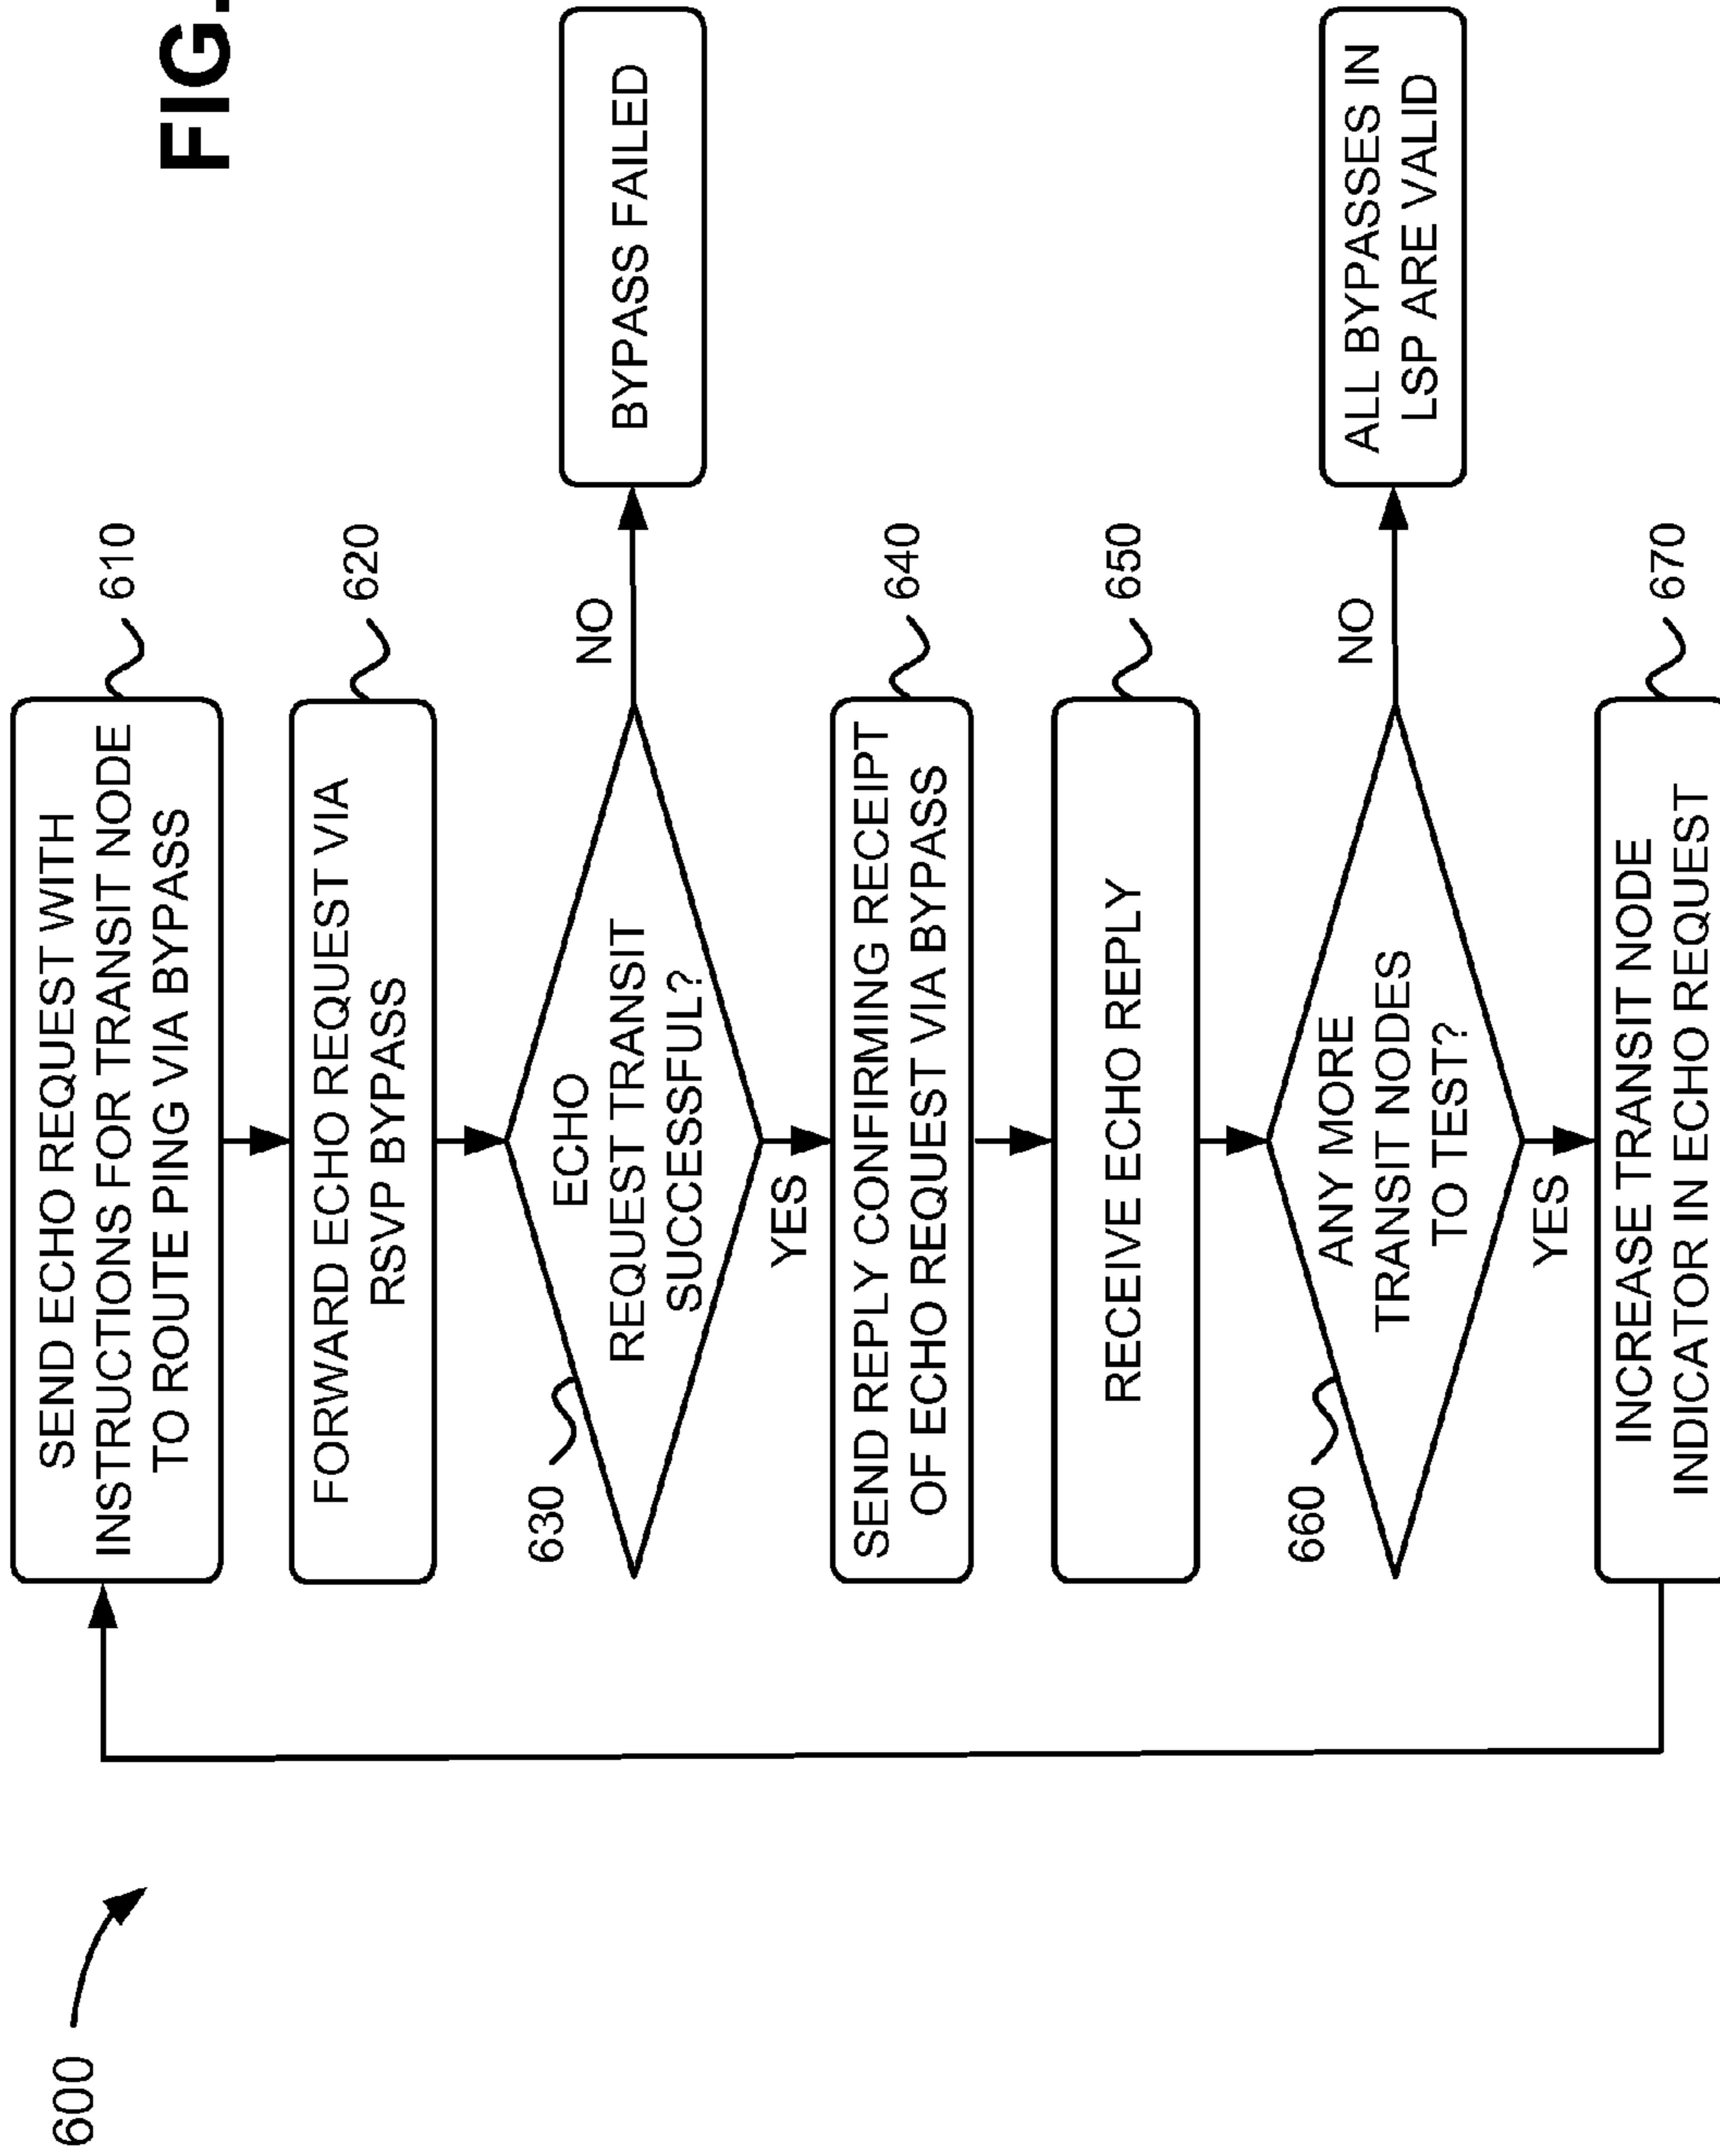 FIG.
600
SEND ECHO REQUEST WITH
INSTRUCTIONS FOR TRANSIT NODE
TO ROUTE PING VIA BYPASS
610
FORWARD ECHO REQUEST VIA
RSVP BYPASS
620
630
ECHO
REQUEST TRANSIT
SUCCESSFUL?
NO
BYPASS FAILED
YES
SEND REPLY CONFIRMING RECEIPT
OF ECHO REQUEST VIA BYPASS
640
RECEIVE ECHO REPLY
650
660
ANY MORE
TRANSIT NODES
TO TEST?
NO
ALL BYPASSES IN
LSP ARE VALID
YES
INCREASE TRANSIT NODE
INDICATOR IN ECHO REQUEST
670